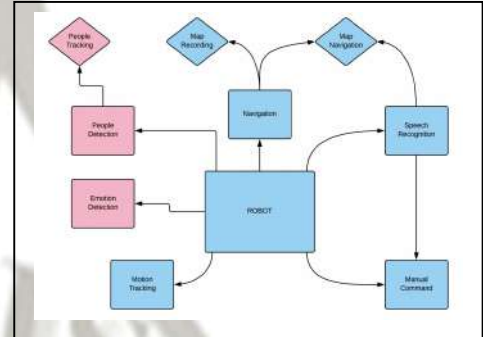 People
Tracking
Map
Recording
Map
Navigation
People
Detection
Navigation
Speech
Recognition
Emotion
Detection
ROBOT
Motion
Tracking
Manual
Command